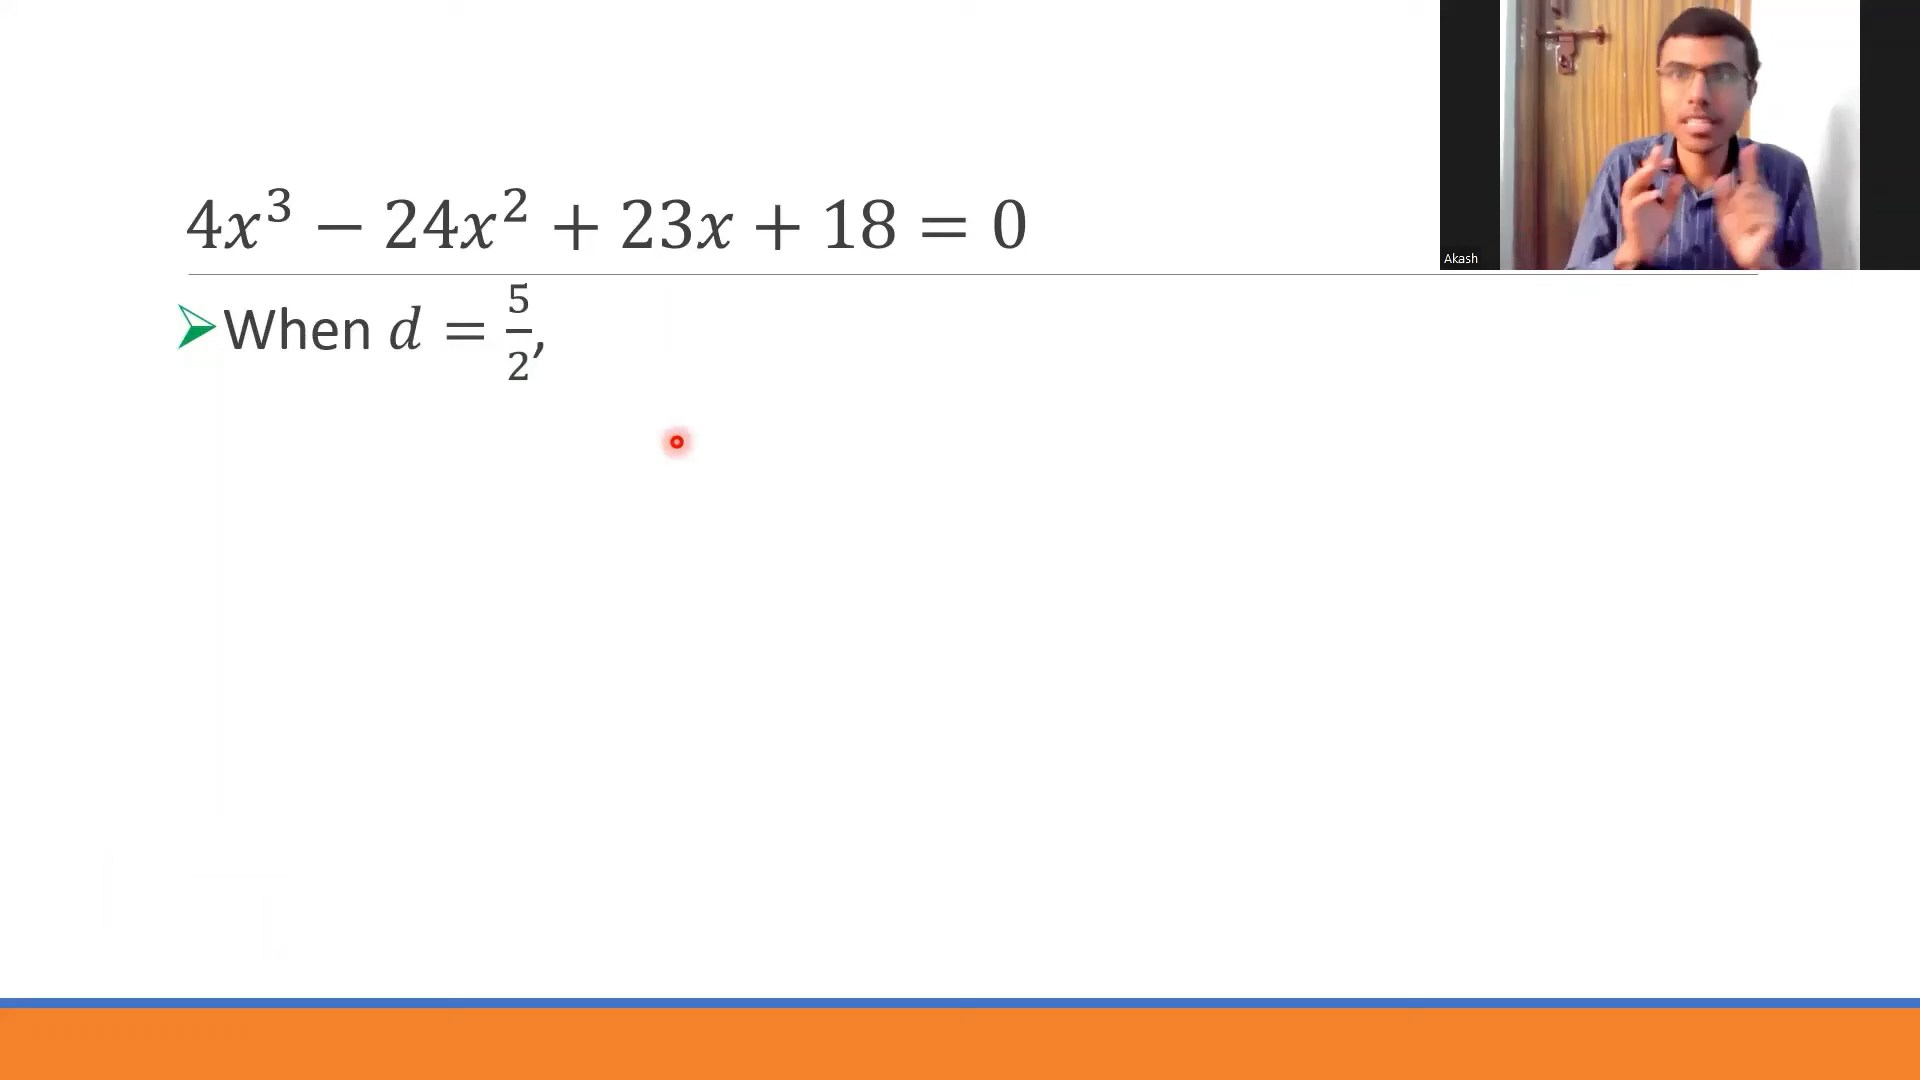 Akash
4x³ − 24x² + 23x + 18 = 0
When d = 5/2,